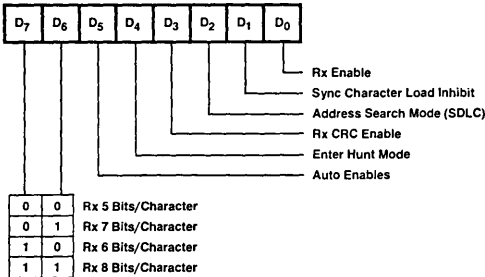 D7 D6 D5 D4 D3 D2 D1 D0
Rx Enable
Sync Character Load Inhibit
Address Search Mode (SDLC)
Rx CRC Enable
Enter Hunt Mode
Auto Enables
0 0 Rx 5 Bits/Character
0 1 Rx 7 Bits/Character
1 0 Rx 6 Bits/Character
1 1 Rx 8 Bits/Character